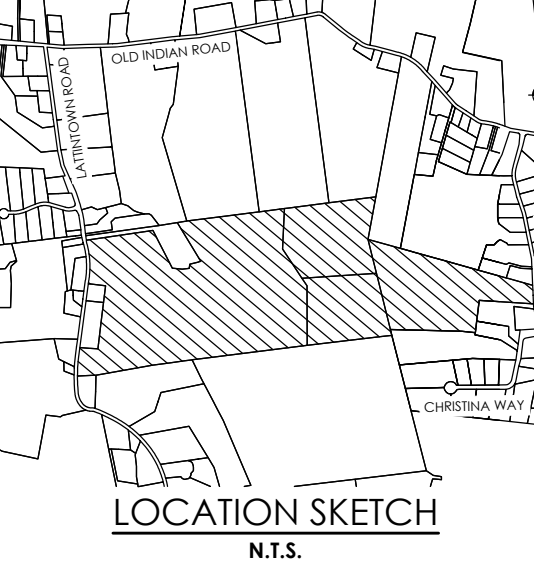 OLD INDIAN ROAD
LATTINTOWN ROAD
CHRISTINA WAY
LOCATION SKETCH
N.T.S.